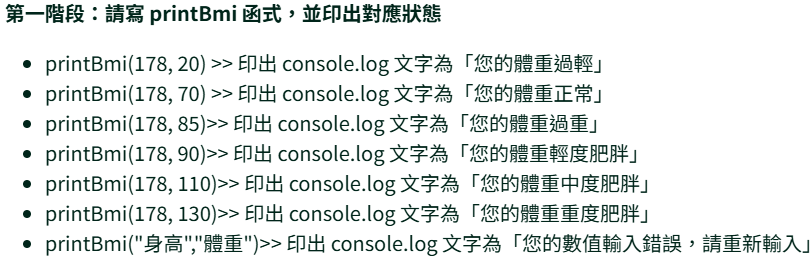 第一階段：請寫 printBmi 函式，並印出對應狀態
• printBmi(178, 20) >> 印出 console.log 文字為「您的體重過輕」
• printBmi(178, 70) >> 印出 console.log 文字為「您的體重正常」
• printBmi(178, 85)>> 印出 console.log 文字為「您的體重過重」
• printBmi(178, 90)>> 印出 console.log 文字為「您的體重輕度肥胖」
• printBmi(178, 110)>> 印出 console.log 文字為「您的體重中度肥胖」
• printBmi(178, 130)>> 印出 console.log 文字為「您的體重重度肥胖」
• printBmi("身高","體重")>> 印出 console.log 文字為「您的數值輸入錯誤，請重新輸入」